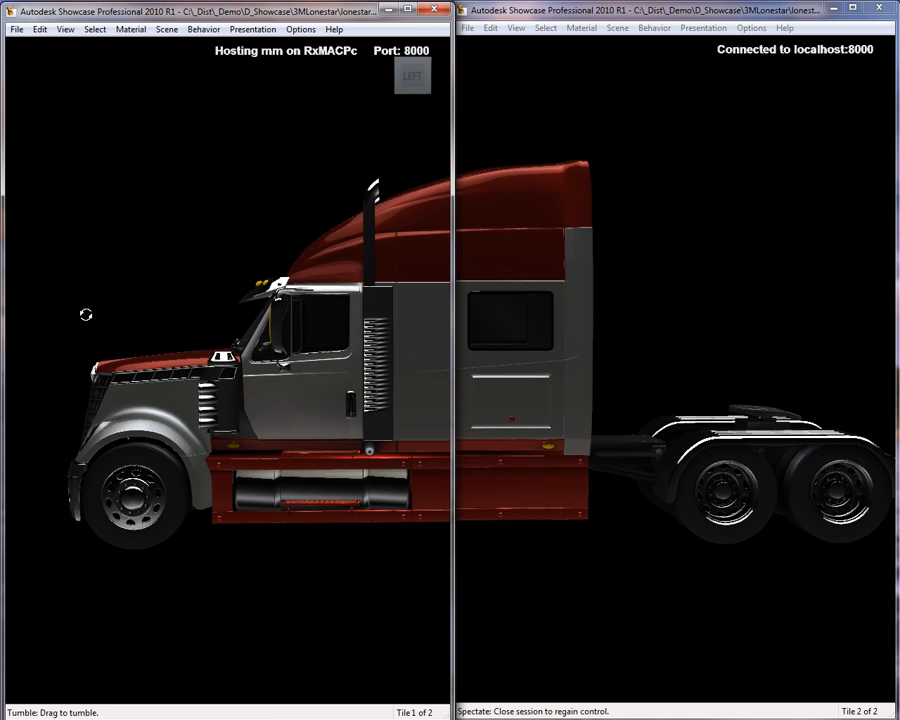 Autodesk Showcase Professional 2010 R1 - C:\_Dist\_Demo\D_Showcase\3MLonestar\lonestar...
File Edit View Select Material Scene Behavior Presentation Options Help
Hosting mm on RxMACPc Port: 8000
LEFT
Tumble: Drag to tumble. Tile 1 of 2
Autodesk Showcase Professional 2010 R1 - C:\_Dist\_Demo\D_Showcase\3MLonestar\lonest...
File Edit View Select Material Scene Behavior Presentation Options Help
Connected to localhost:8000
Spectate: Close session to regain control. Tile 2 of 2